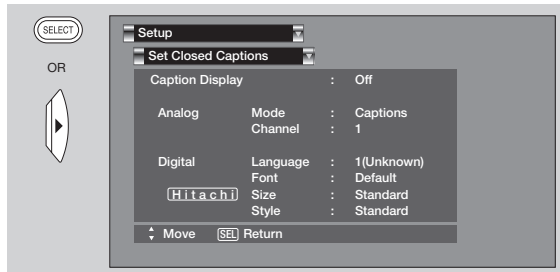 SELECT
OR
Setup
Set Closed Captions
Caption Display : Off
Analog Mode : Captions
Channel : 1
Digital Language : 1(Unknown)
Font : Default
Hitachi Size : Standard
Style : Standard
Move SEL Return